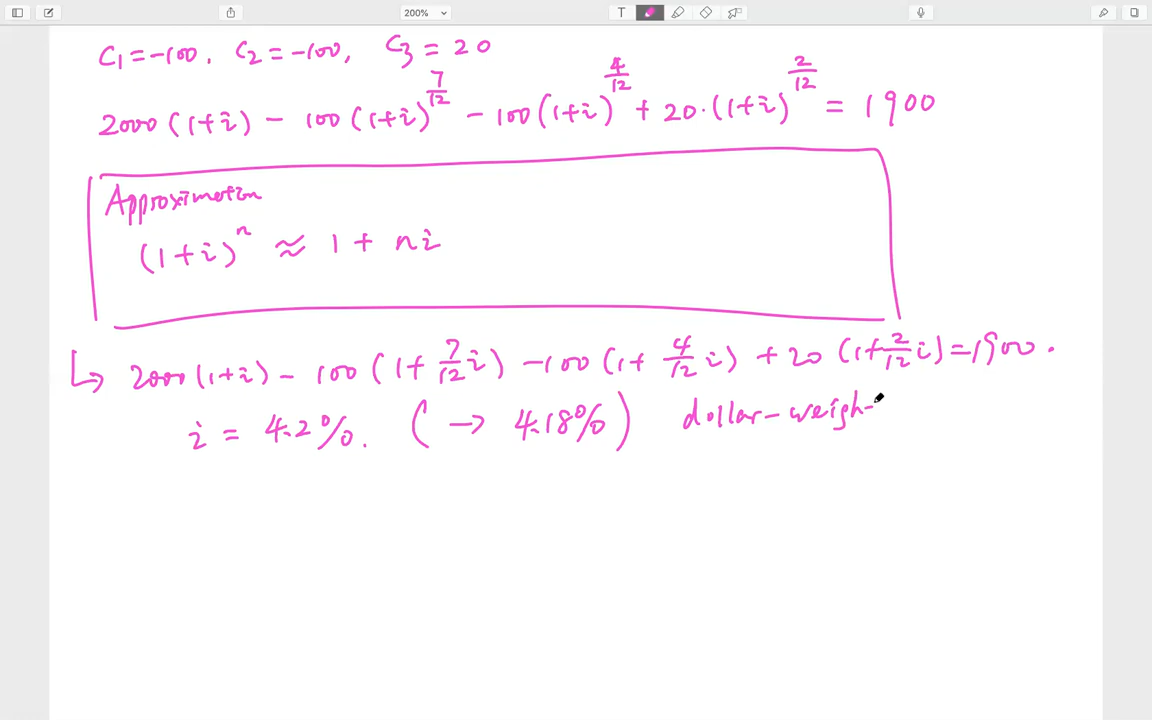 200%
T
C₁=-100, C₂=-100, C₃=20
2000(1+i) - 100(1+i)^(7/12) - 100(1+i)^(4/12) + 20·(1+i)^(2/12) = 1900
Approximation
(1+i)^n ≈ 1+ni
↳ 2000(1+i) - 100(1+7/12 i) - 100(1+4/12 i) + 20(1+2/12 i) = 1900.
i = 4.2%. (→ 4.18%) dollar-weigh-